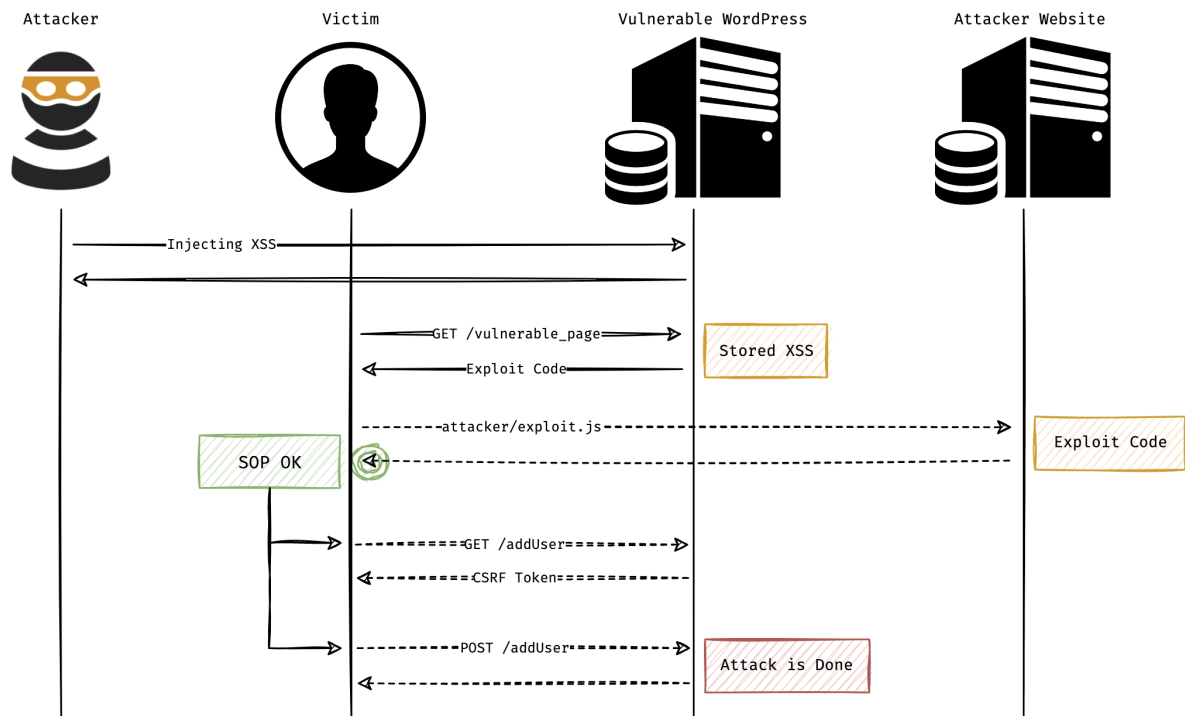 Attacker
Victim
Vulnerable WordPress
Attacker Website
Injecting XSS
GET /vulnerable_page
Stored XSS
Exploit Code
attacker/exploit.js
Exploit Code
SOP OK
GET /addUser
CSRF Token
POST /addUser
Attack is Done